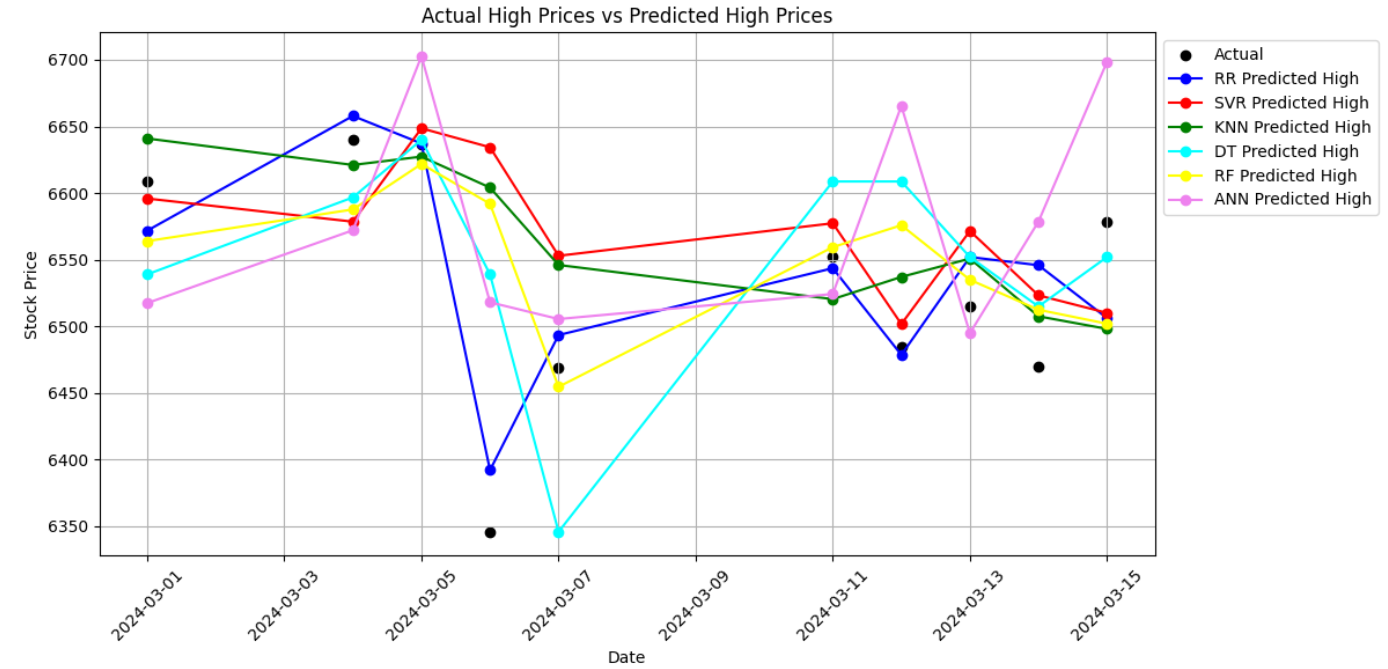 Actual High Prices vs Predicted High Prices
Stock Price
6700
6650
6600
6550
6500
6450
6400
6350
2024-03-01
2024-03-03
2024-03-05
2024-03-07
2024-03-09
2024-03-11
2024-03-13
2024-03-15
Date
Actual
RR Predicted High
SVR Predicted High
KNN Predicted High
DT Predicted High
RF Predicted High
ANN Predicted High